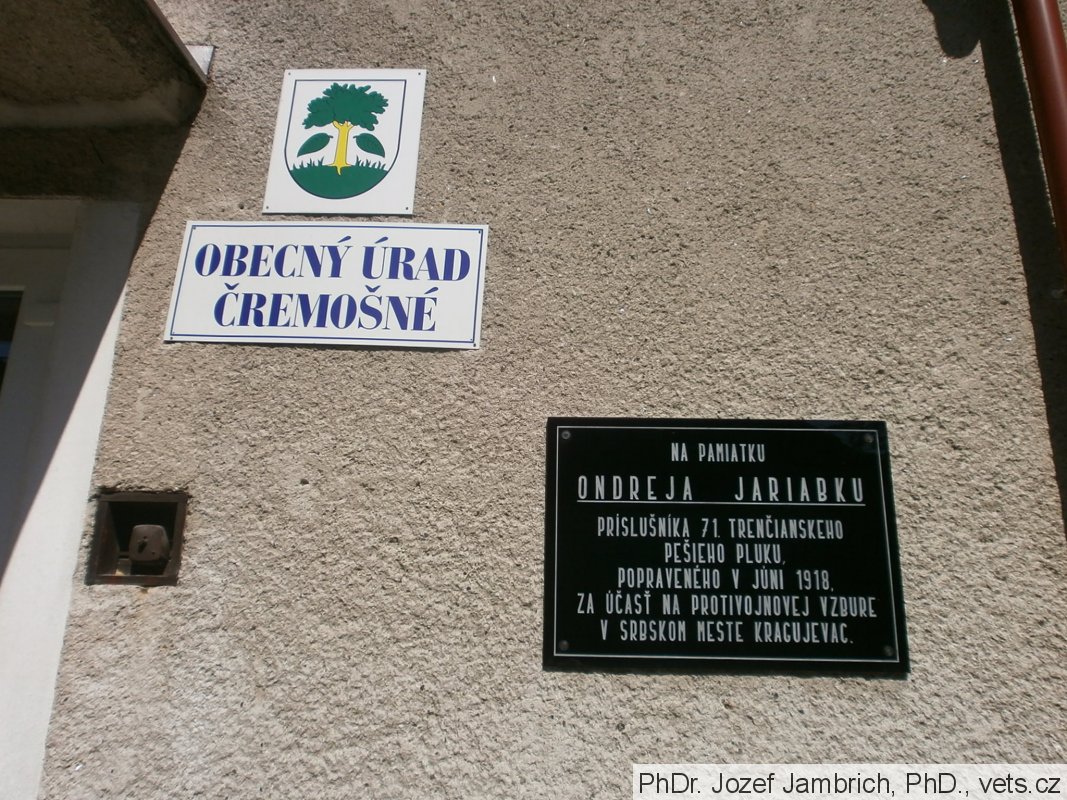 OBECNÝ ÚRAD
ČREMOŠNÉ
NA PAMIATKU
ONDREJA JARIABKU
PRÍSLUŠNÍKA 71. TRENČIANSKEHO
PEŠIEHO PLUKU,
POPRAVENÉHO V JÚNI 1918,
ZA ÚČASŤ NA PROTIVOJNOVEJ VZBURE
V SRBSKOM MESTE KRAGUJEVAC.
PhDr. Jozef Jambrich, PhD., vets.cz